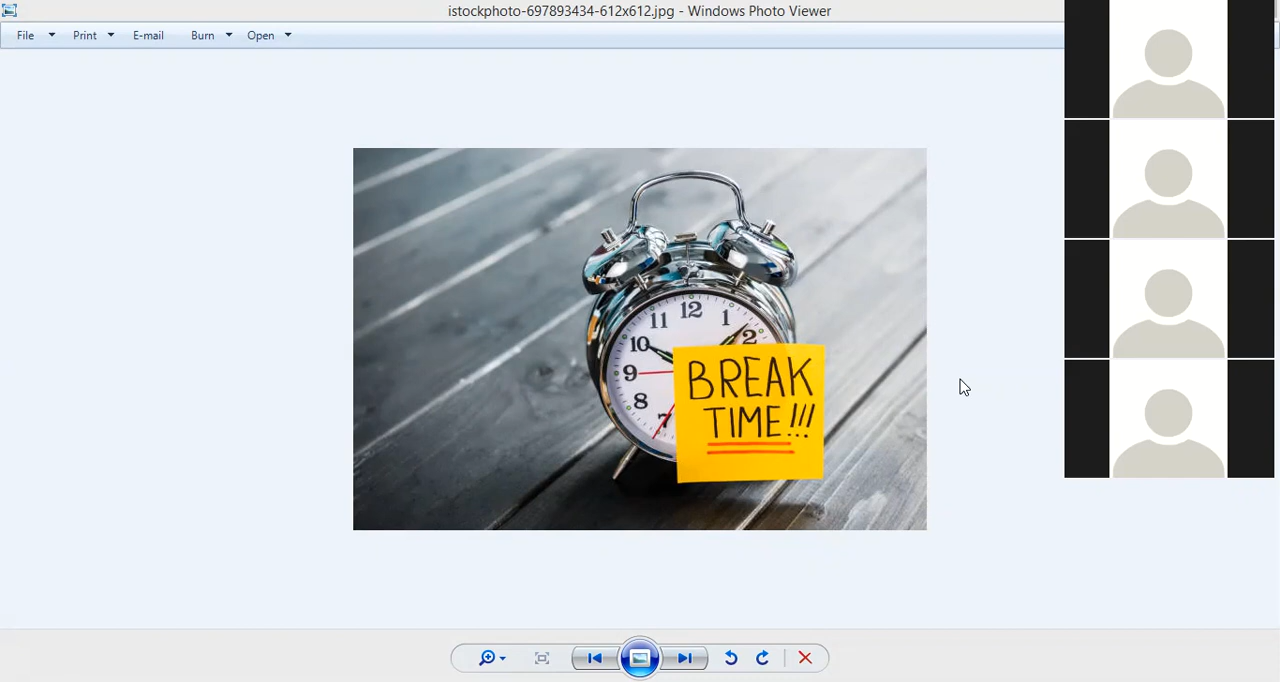 istockphoto-697893434-612x612.jpg - Windows Photo Viewer
File Print E-mail Burn Open
12
11 1
10 2
9
8
7
BREAK
TIME!!!